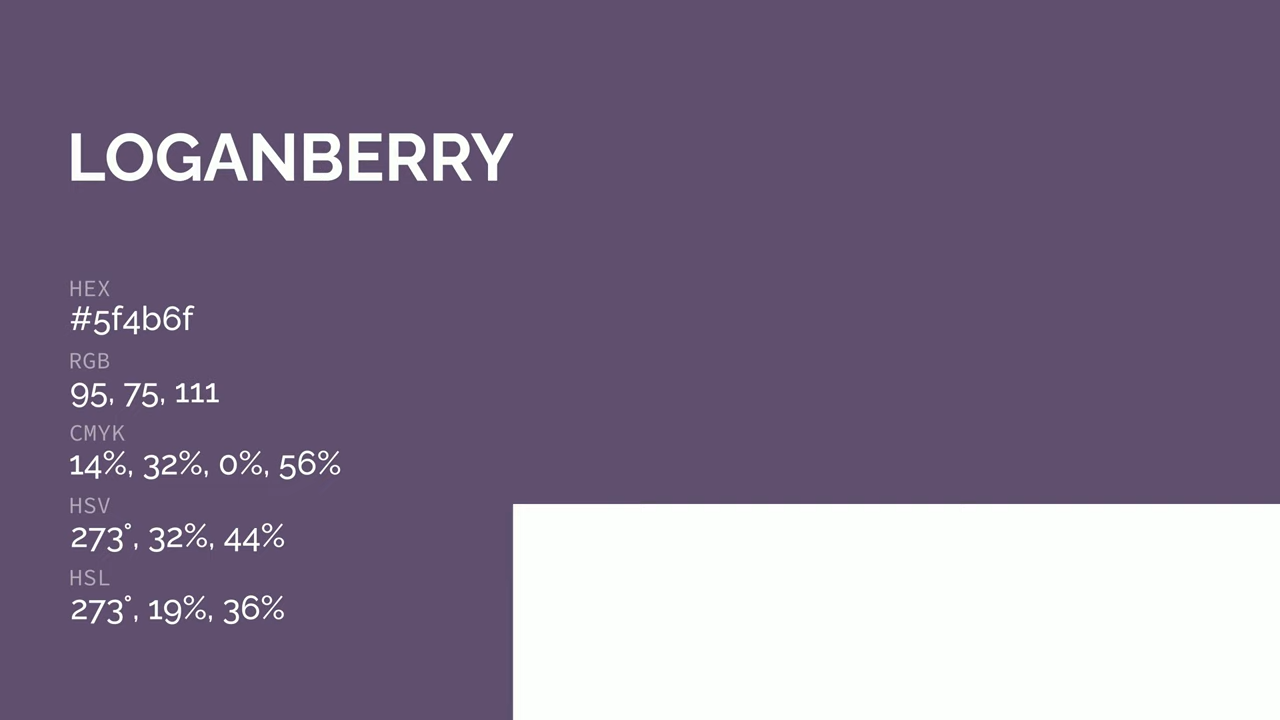 LOGANBERRY
HEX
#5f4b6f
RGB
95, 75, 111
CMYK
14%, 32%, 0%, 56%
HSV
273°, 32%, 44%
HSL
273°, 19%, 36%